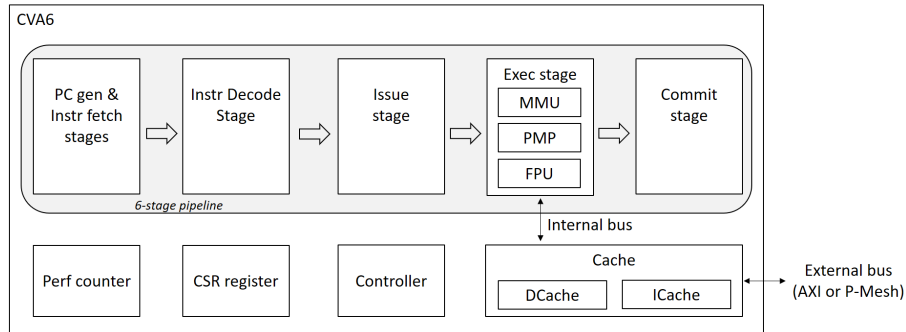 CVA6
PC gen &
Instr fetch
stages
Instr Decode
Stage
Issue
stage
Exec stage
MMU
PMP
FPU
Commit
stage
6-stage pipeline
Internal bus
Perf counter
CSR register
Controller
Cache
DCache
ICache
External bus
(AXI or P-Mesh)